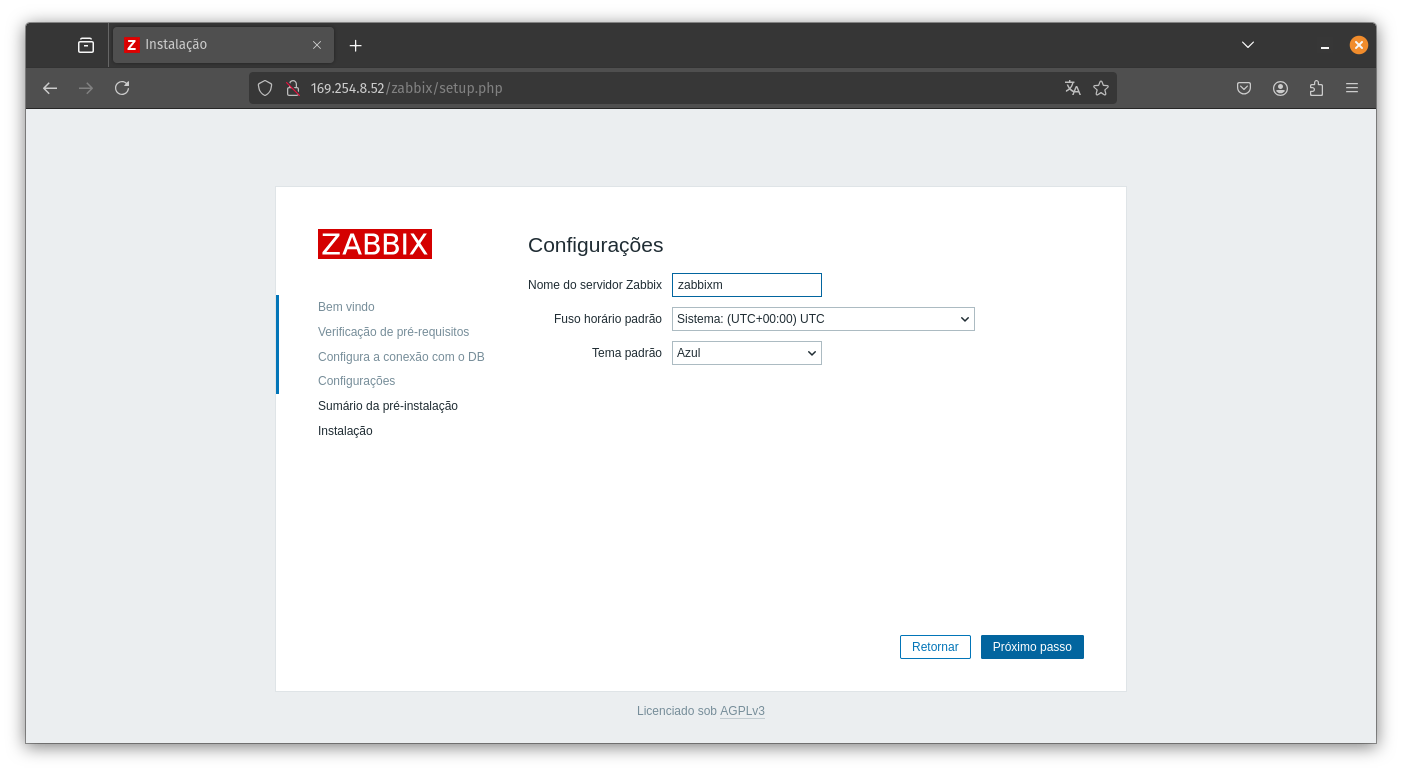 Z Instalação
169.254.8.52/zabbix/setup.php
ZABBIX
Configurações
Nome do servidor Zabbix zabbixm
Fuso horário padrão Sistema: (UTC+00:00) UTC
Tema padrão Azul
Bem vindo
Verificação de pré-requisitos
Configura a conexão com o DB
Configurações
Sumário da pré-instalação
Instalação
Retornar Próximo passo
Licenciado sob AGPLv3